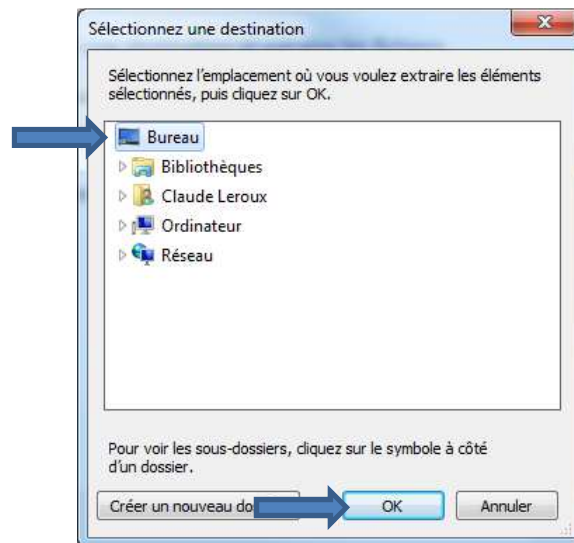 Sélectionnez une destination
Sélectionnez l'emplacement où vous voulez extraire les éléments
sélectionnés, puis cliquez sur OK.
Bureau
Bibliothèques
Claude Leroux
Ordinateur
Réseau
Pour voir les sous-dossiers, cliquez sur le symbole à côté
d'un dossier.
Créer un nouveau OK Annuler